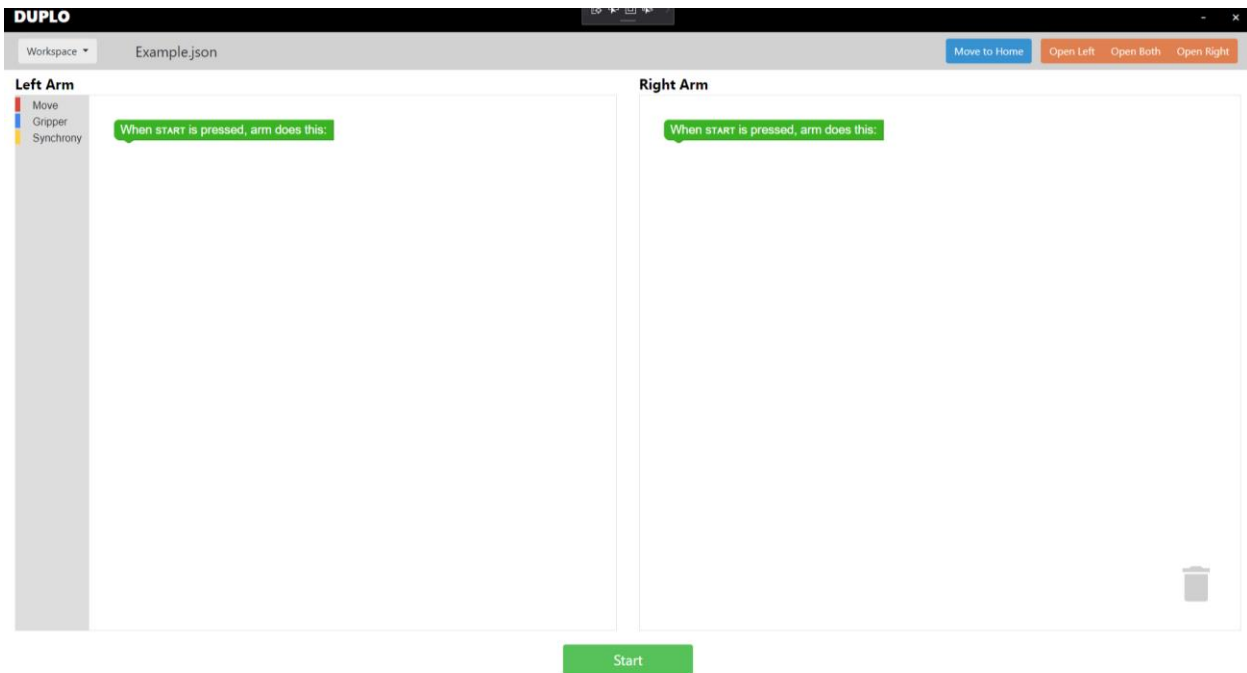 DUPLO
Workspace Example.json Move to Home Open Left Open Both Open Right
Left Arm Right Arm
Move
Gripper
Synchrony
When START is pressed, arm does this: When START is pressed, arm does this:
Start